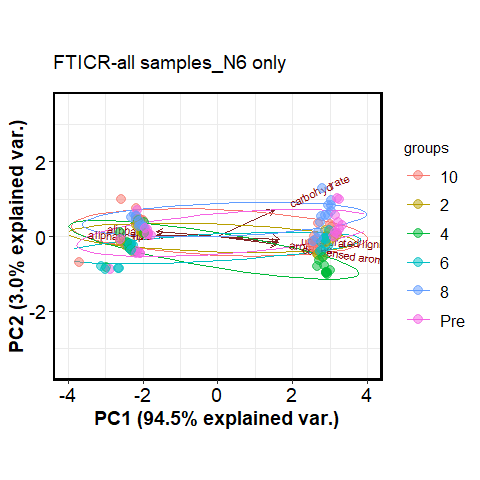 FTICR-all samples_N6 only
PC2 (3.0% explained var.)
2
0
-2
carbohydrate
-4
-2
0
2
4
PC1 (94.5% explained var.)
groups
10
2
4
6
8
Pre